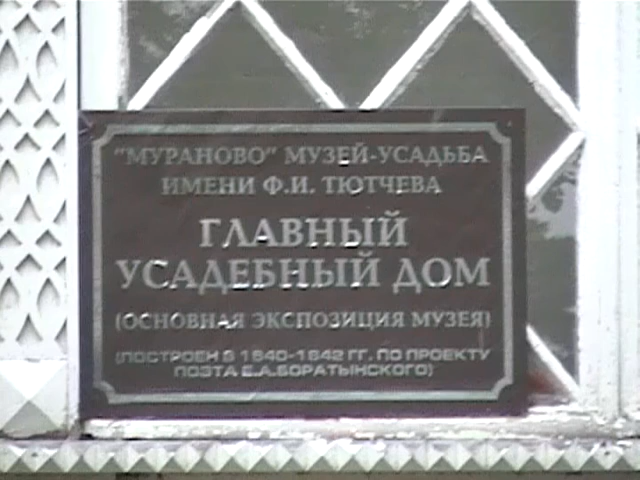 "МУРАНОВО" МУЗЕЙ-УСАДЬБА
ИМЕНИ Ф.И. ТЮТЧЕВА
ГЛАВНЫЙ
УСАДЕБНЫЙ ДОМ
(ОСНОВНАЯ ЭКСПОЗИЦИЯ МУЗЕЯ)
(ПОСТРОЕН В 1840-1842 ГГ. ПО ПРОЕКТУ
ПОЭТА Е.А.БОРАТЫНСКОГО)